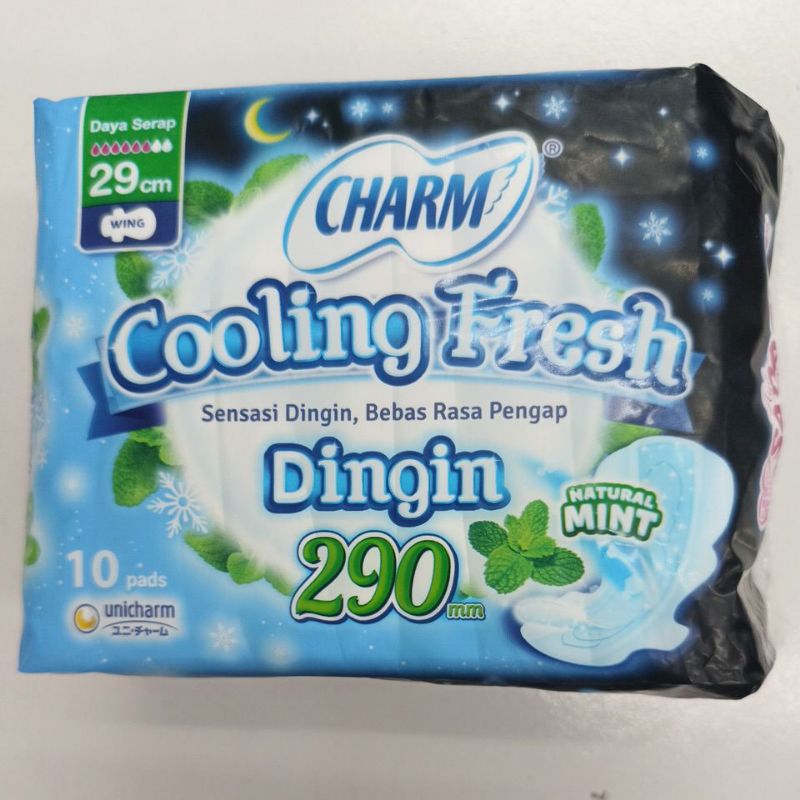 Daya Serap
29cm
WING
CHARM®
Cooling Fresh
Sensasi Dingin, Bebas Rasa Pengap
Dingin
290mm
NATURAL
MINT
10 pads
unicharm
ユニ・チャーム